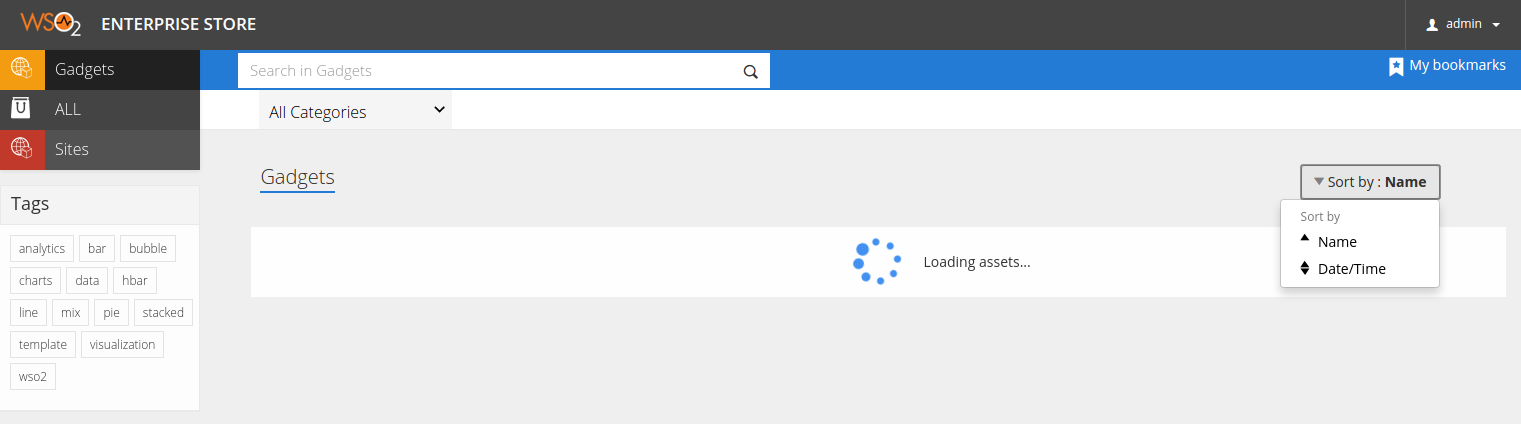 WSO2 ENTERPRISE STORE
admin
Gadgets
Search in Gadgets
My bookmarks
ALL
All Categories
Sites
Gadgets
Sort by : Name
Sort by
Name
Date/Time
Loading assets...
Tags
analytics bar bubble
charts data hbar
line mix pie stacked
template visualization
wso2